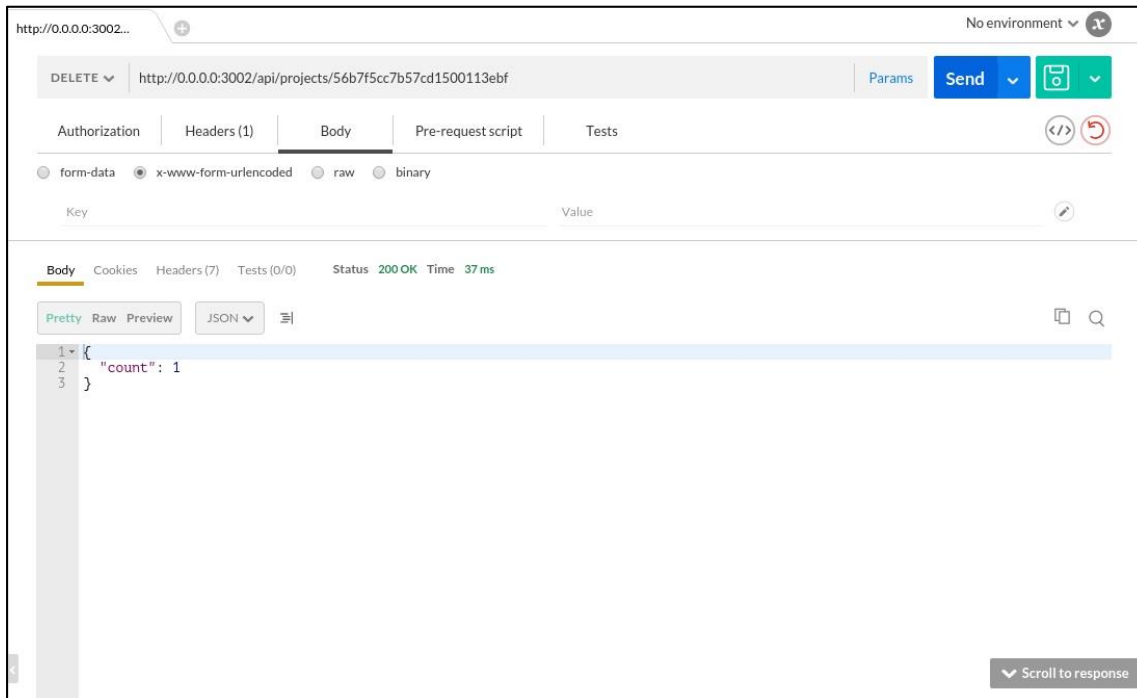 http://0.0.0.0:3002...
No environment
DELETE http://0.0.0.0:3002/api/projects/56b7f5cc7b57cd1500113ebf Params Send
Authorization Headers (1) Body Pre-request script Tests
form-data x-www-form-urlencoded raw binary
Key Value
Body Cookies Headers (7) Tests (0/0) Status 200 OK Time 37 ms
Pretty Raw Preview JSON
1 {
2 "count": 1
3 }
Scroll to response